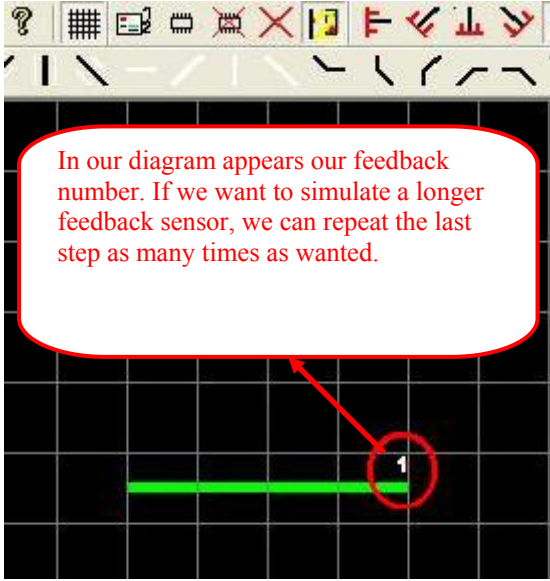 ?
In our diagram appears our feedback
number. If we want to simulate a longer
feedback sensor, we can repeat the last
step as many times as wanted.
1